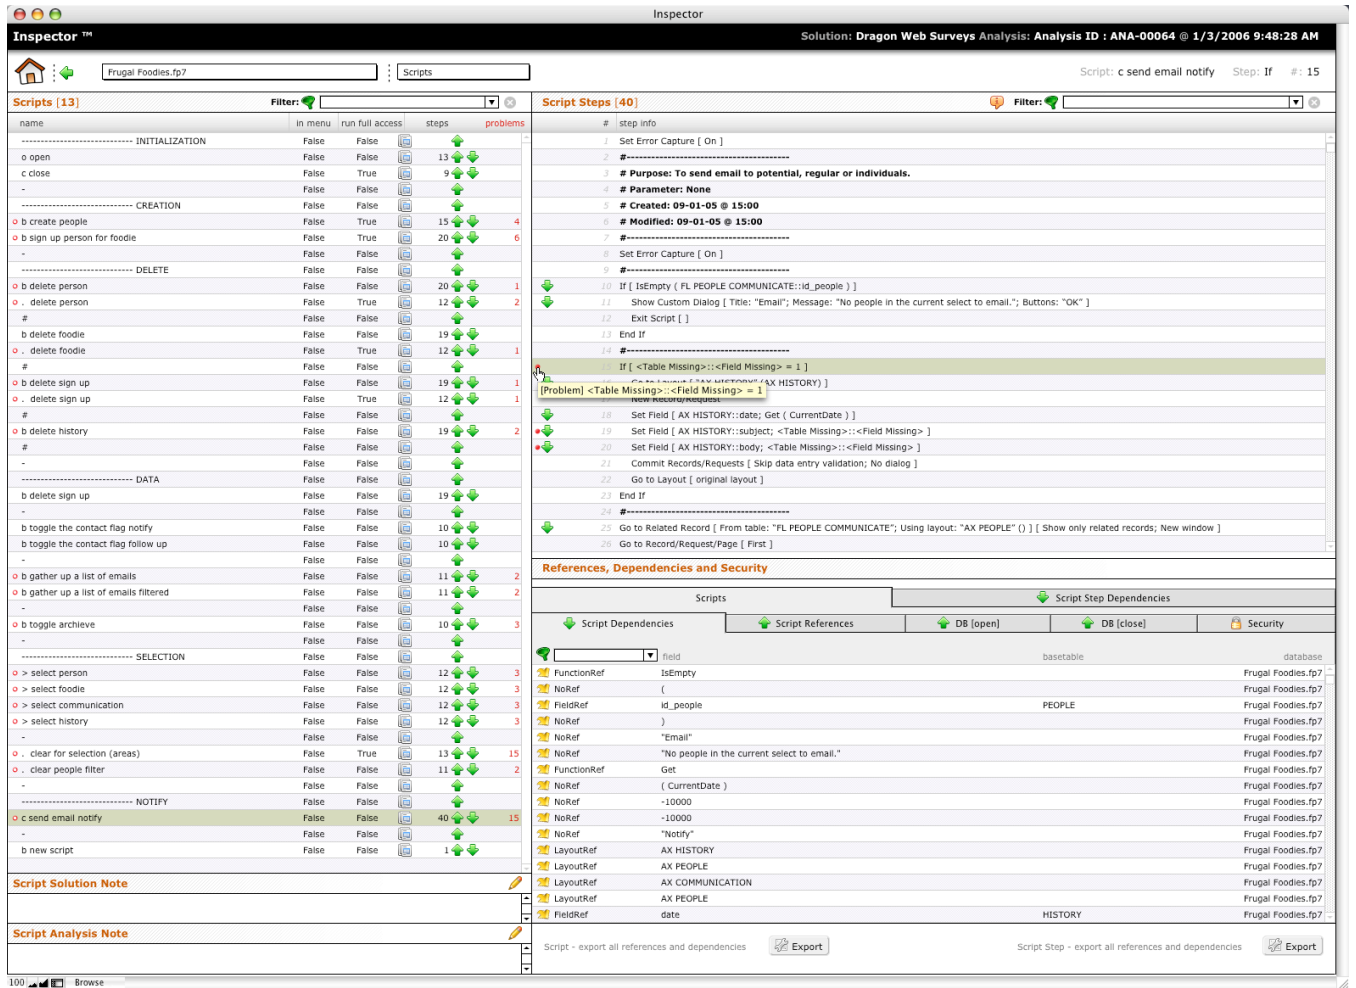 Inspector
Inspector ™
Solution: Dragon Web Surveys Analysis: Analysis ID : ANA-00064 @ 1/3/2006 9:48:28 AM
Frugal Foodies.fp7
Scripts
Script: c send email notify Step: If #: 15
Scripts [13]
Filter:
name in menu run full access steps problems
---------------------------- INITIALIZATION False False
o open False False 13
c close False True 9
- False False
---------------------------- CREATION False False
b create people False True 15 4
b sign up person for foodie False True 20 6
- False False
---------------------------- DELETE False False
b delete person False False 20 1
. delete person False True 12 2
# False False
b delete foodie False False 19
. delete foodie False True 12 1
# False False
b delete sign up False False 19 1
. delete sign up False True 12 1
# False False
b delete history False False 19 2
# False False
- False False
---------------------------- DATA False False
b delete sign up False False 19
- False False
b toggle the contact flag notify False False 10
b toggle the contact flag follow up False False 10
- False False
b gather up a list of emails False False 11 2
b gather up a list of emails filtered False False 11 2
- False False
b toggle archieve False False 10 3
- False False
---------------------------- SELECTION False False
> select person False False 12 3
> select foodie False False 12 3
> select communication False False 12 3
> select history False False 12 3
- False False
. clear for selection (areas) False True 13 15
. clear people filter False False 11 2
- False False
---------------------------- NOTIFY False False
c send email notify False False 40 15
- False False
b new script False False 1
Script Solution Note
Script Analysis Note
100 Browse
Script Steps [40]
Filter:
# step info
1 Set Error Capture [ On ]
2 #----------------------------------------
3 # Purpose: To send email to potential, regular or individuals.
4 # Parameter: None
5 # Created: 09-01-05 @ 15:00
6 # Modified: 09-01-05 @ 15:00
7 #----------------------------------------
8 Set Error Capture [ On ]
9 #----------------------------------------
10 If [ IsEmpty ( FL PEOPLE COMMUNICATE::id_people ) ]
11 Show Custom Dialog [ Title: "Email"; Message: "No people in the current select to email."; Buttons: "OK" ]
12 Exit Script [ ]
13 End If
14 #----------------------------------------
15 If [ <Table Missing>::<Field Missing> = 1 ]
Go to Layout [ "AX HISTORY" (AX HISTORY) ]
[Problem] <Table Missing>::<Field Missing> = 1
17 New Record/Request
18 Set Field [ AX HISTORY::date; Get ( CurrentDate ) ]
19 Set Field [ AX HISTORY::subject; <Table Missing>::<Field Missing> ]
20 Set Field [ AX HISTORY::body; <Table Missing>::<Field Missing> ]
21 Commit Records/Requests [ Skip data entry validation; No dialog ]
22 Go to Layout [ original layout ]
23 End If
24 #----------------------------------------
25 Go to Related Record [ From table: "FL PEOPLE COMMUNICATE"; Using layout: "AX PEOPLE" () ] [ Show only related records; New window ]
26 Go to Record/Request/Page [ First ]
References, Dependencies and Security
Scripts Script Step Dependencies
Script Dependencies Script References DB [open] DB [close] Security
field basetable database
FunctionRef IsEmpty Frugal Foodies.fp7
NoRef ( Frugal Foodies.fp7
FieldRef id_people PEOPLE Frugal Foodies.fp7
NoRef ) Frugal Foodies.fp7
NoRef "Email" Frugal Foodies.fp7
NoRef "No people in the current select to email." Frugal Foodies.fp7
FunctionRef Get Frugal Foodies.fp7
NoRef ( CurrentDate ) Frugal Foodies.fp7
NoRef -10000 Frugal Foodies.fp7
NoRef -10000 Frugal Foodies.fp7
NoRef "Notify" Frugal Foodies.fp7
LayoutRef AX HISTORY Frugal Foodies.fp7
LayoutRef AX PEOPLE Frugal Foodies.fp7
LayoutRef AX COMMUNICATION Frugal Foodies.fp7
LayoutRef AX PEOPLE Frugal Foodies.fp7
FieldRef date HISTORY Frugal Foodies.fp7
Script - export all references and dependencies Export
Script Step - export all references and dependencies Export